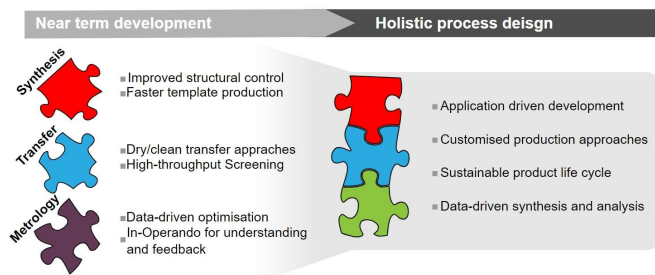 Near term development
Holistic process deisgn
Synthesis
Improved structural control
Faster template production
Transfer
Dry/clean transfer appraches
High-throughput Screening
Metrology
Data-driven optimisation
In-Operando for understanding
and feedback
Application driven development
Customised production approaches
Sustainable product life cycle
Data-driven synthesis and analysis